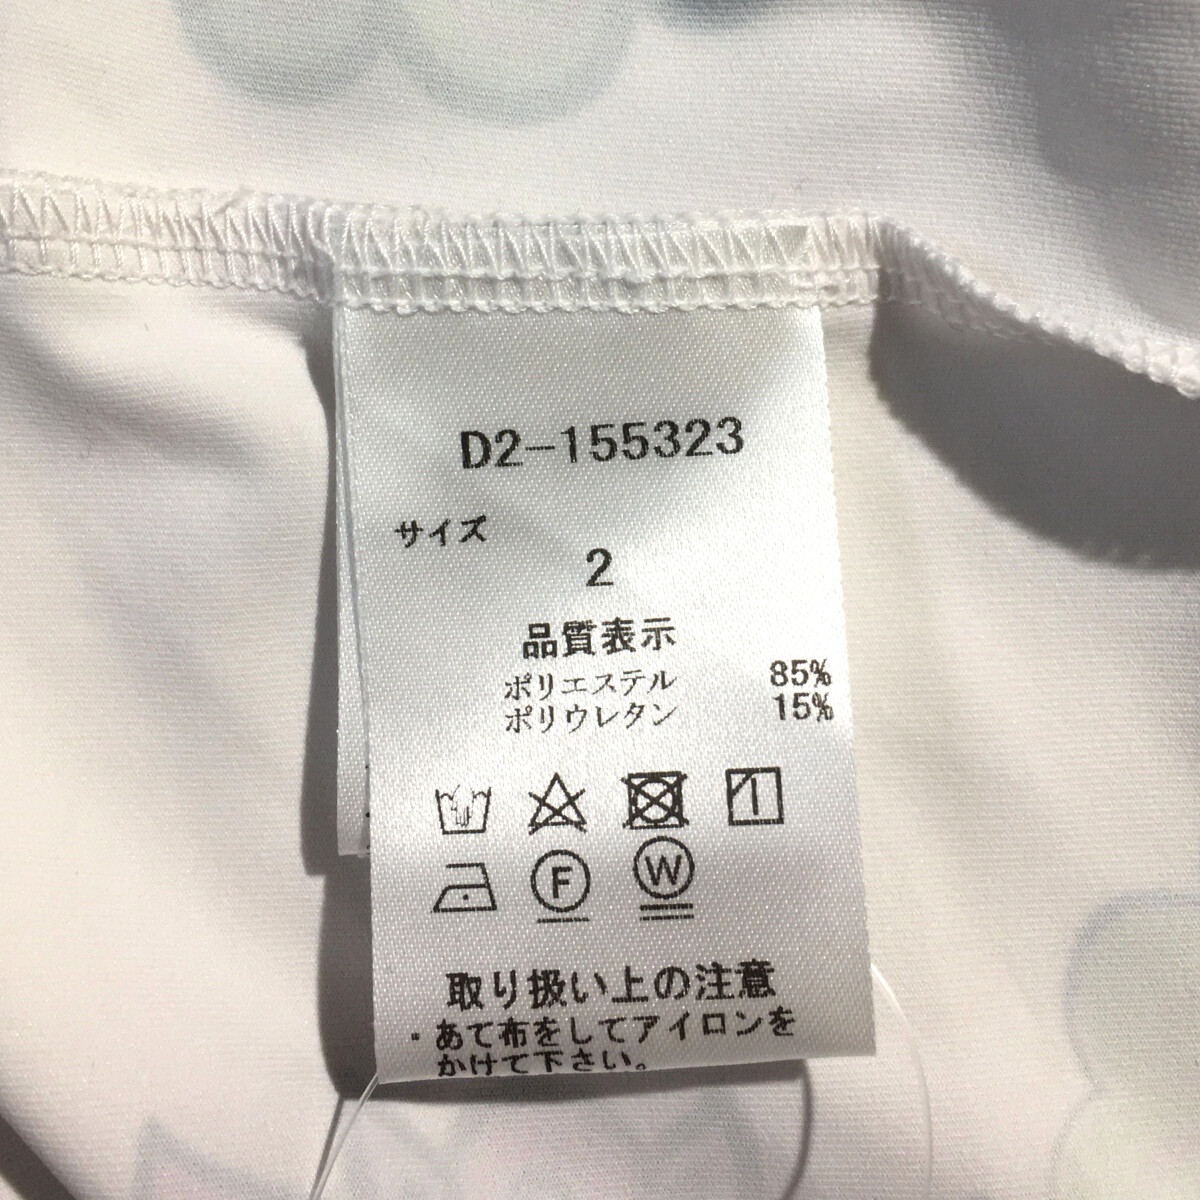 D2-155323
サイズ
2
品質表示
ポリエステル 85%
ポリウレタン 15%
F W
取り扱い上の注意
・あて布をしてアイロンを
かけて下さい。